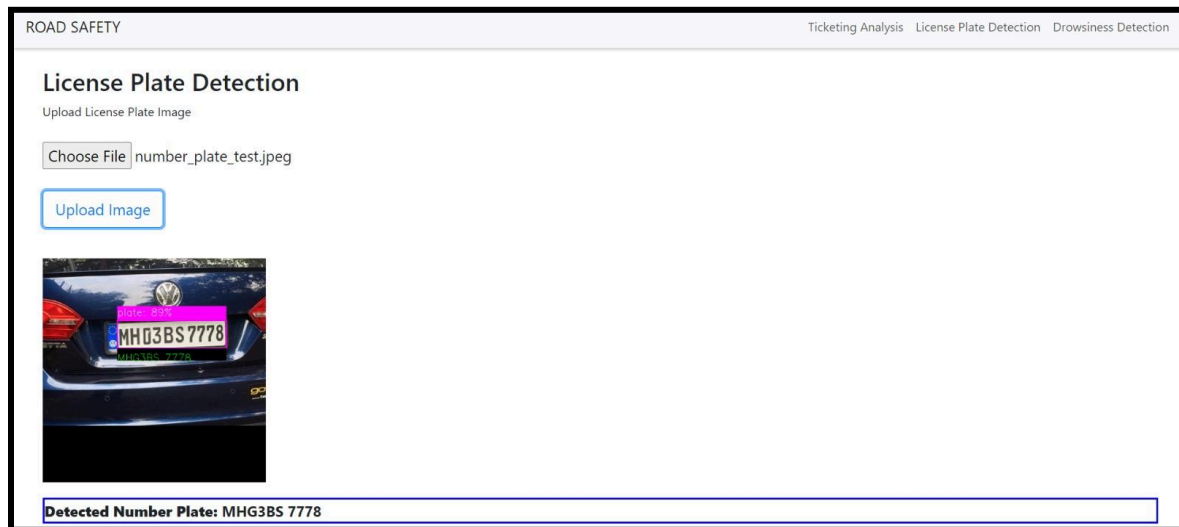 ROAD SAFETY
Ticketing Analysis License Plate Detection Drowsiness Detection
License Plate Detection
Upload License Plate Image
Choose File number_plate_test.jpeg
Upload Image
plate: 89%
MH03BS7778
MHG3BS 7778
Detected Number Plate: MHG3BS 7778